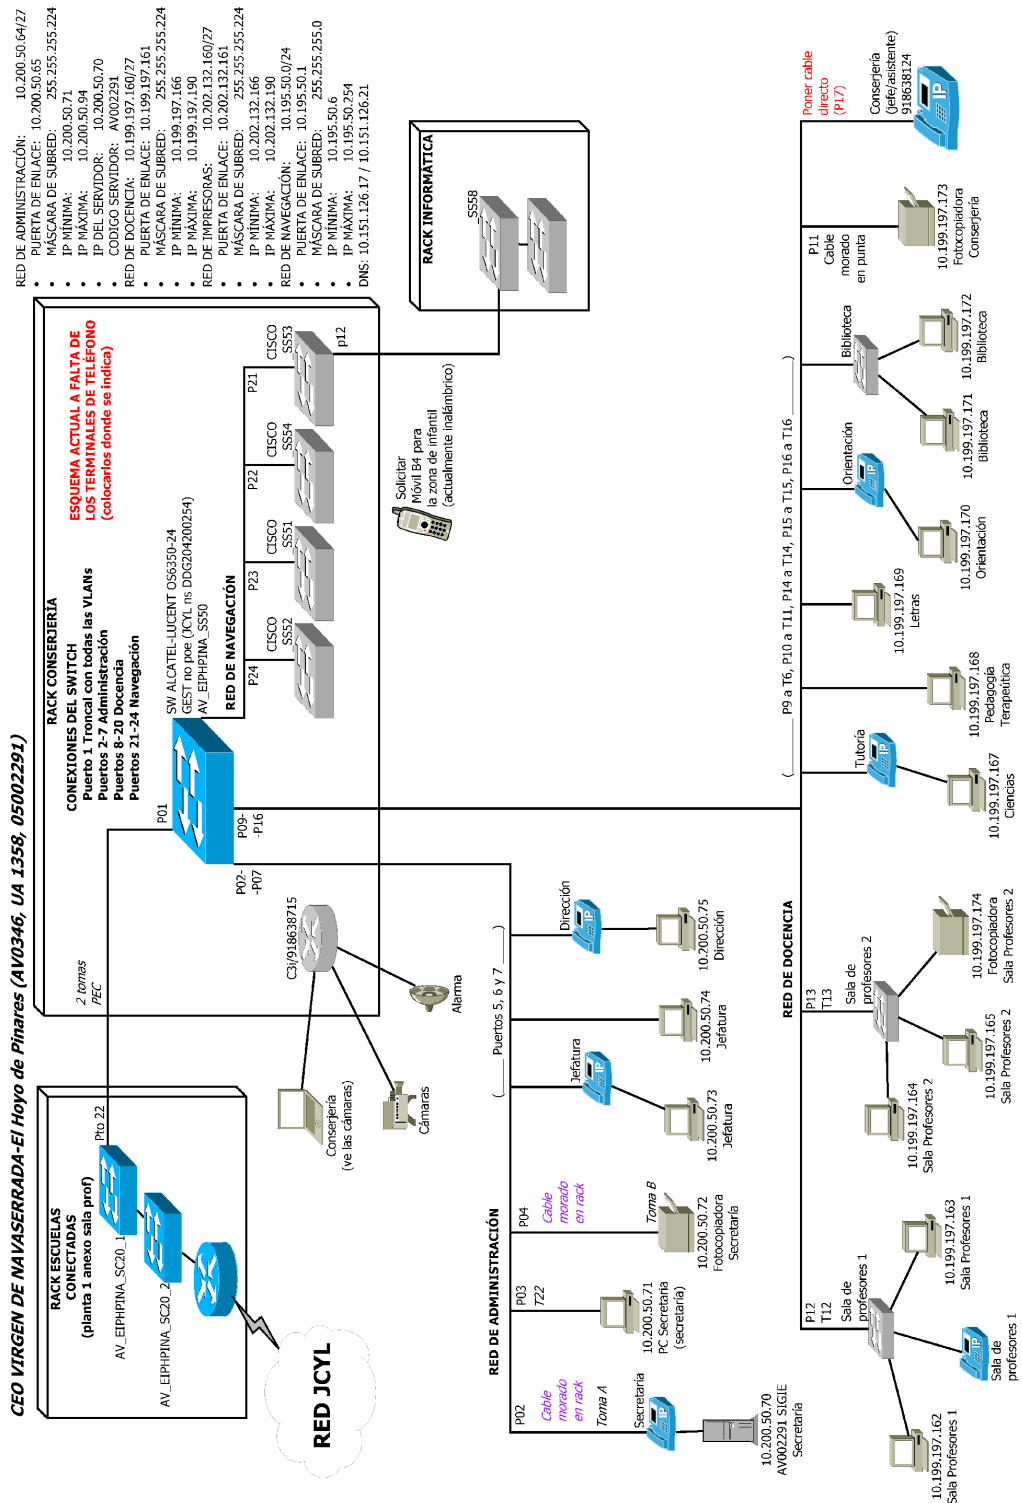 CEO VIRGEN DE NAVASERRADA-El Hoyo de Pinares (AV0346, UA 1358, 05002291)
RACK ESCUELAS
CONECTADAS
(planta 1 anexo sala prof)
Pto 22
AV_EIPHPINA_SC20_1
AV_EIPHPINA_SC20_2
RED JCYL
2 tomas
PEC
RACK CONSERJERÍA
CONEXIONES DEL SWITCH
Puerto 1 Troncal con todas las VLANs
Puertos 2-7 Administración
Puertos 8-20 Docencia
Puertos 21-24 Navegación
ESQUEMA ACTUAL A FALTA DE
LOS TERMINALES DE TELÉFONO
(colocarlos donde se indica)
P01
SW ALCATEL-LUCENT OS6350-24
GEST no poe (JCYL ns DDG204200254)
AV_EIPHPINA_SS50
P02-
-P07
P09-
-P16
RED DE NAVEGACIÓN
P24
CISCO
SS52
P23
CISCO
SS51
P22
CISCO
SS54
P21
CISCO
SS53
p12
C3i/918638715
Conserjería
(ve las cámaras)
Cámaras
Alarma
RED DE ADMINISTRACIÓN: 10.200.50.64/27
• PUERTA DE ENLACE: 10.200.50.65
• MÁSCARA DE SUBRED: 255.255.255.224
• IP MÍNIMA: 10.200.50.71
• IP MÁXIMA: 10.200.50.94
• IP DEL SERVIDOR: 10.200.50.70
• CODIGO SERVIDOR: AV002291
RED DE DOCENCIA: 10.199.197.160/27
• PUERTA DE ENLACE: 10.199.197.161
• MÁSCARA DE SUBRED: 255.255.255.224
• IP MÍNIMA: 10.199.197.166
• IP MÁXIMA: 10.199.197.190
RED DE IMPRESORAS: 10.202.132.160/27
• PUERTA DE ENLACE: 10.202.132.161
• MÁSCARA DE SUBRED: 255.255.255.224
• IP MÍNIMA: 10.202.132.166
• IP MÁXIMA: 10.202.132.190
RED DE NAVEGACIÓN: 10.195.50.0/24
• PUERTA DE ENLACE: 10.195.50.1
• MÁSCARA DE SUBRED: 255.255.255.0
• IP MÍNIMA: 10.195.50.6
• IP MÁXIMA: 10.195.50.254
DNS: 10.151.126.17 / 10.151.126.21
RACK INFORMÁTICA
SS58
Solicitar
Móvil B4 para
la zona de infantil
(actualmente inalámbrico)
RED DE ADMINISTRACIÓN
P02
Cable
morado
en rack
Toma A
Secretaría
IP
10.200.50.70
AV002291 SIGIE
Secretaría
P03
T22
10.200.50.71
PC Secretaria
(secretaría)
P04
Cable
morado
en rack
Toma B
10.200.50.72
Fotocopiadora
Secretaría
(____ Puertos 5, 6 y 7 ____)
Jefatura
IP
10.200.50.73
Jefatura
10.200.50.74
Jefatura
Dirección
IP
10.200.50.75
Dirección
RED DE DOCENCIA
P12
T12
Sala de
profesores 1
10.199.197.162
Sala Profesores 1
IP
Sala de
profesores 1
10.199.197.163
Sala Profesores 1
P13
T13
Sala de
profesores 2
10.199.197.164
Sala Profesores 2
10.199.197.165
Sala Profesores 2
10.199.197.174
Fotocopiadora
Sala Profesores 2
(____ P9 a T6, P10 a T11, P14 a T14, P15 a T15, P16 a T16 ____)
Tutoría
IP
10.199.197.167
Ciencias
10.199.197.168
Pedagogía
Terapeútica
10.199.197.169
Letras
Orientación
IP
10.199.197.170
Orientación
Biblioteca
10.199.197.171
Biblioteca
10.199.197.172
Biblioteca
P11
Cable
morado
en punta
10.199.197.173
Fotocopiadora
Conserjería
Poner cable
directo
(P17)
Conserjería
(jefe/asistente)
918638124
IP